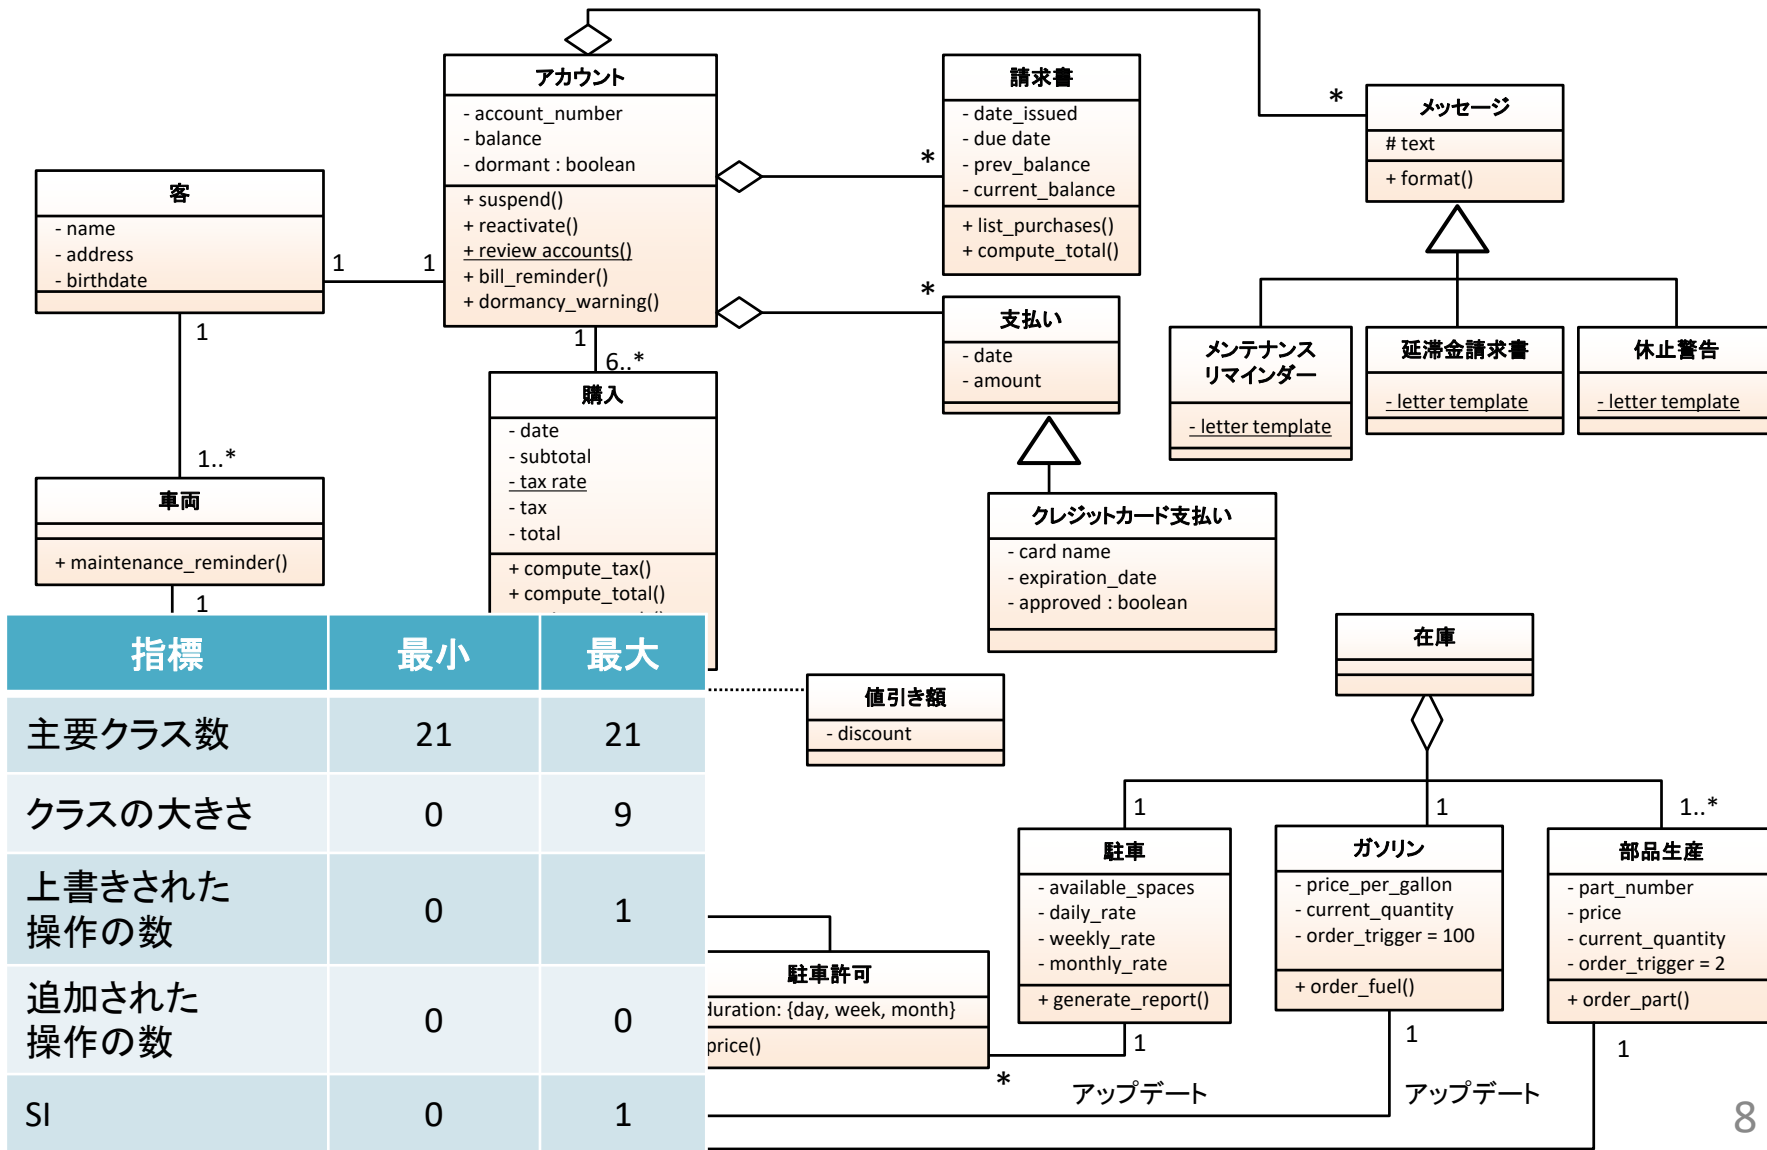 アカウント
- account_number
- balance
- dormant : boolean
+ suspend()
+ reactivate()
+ review accounts()
+ bill_reminder()
+ dormancy_warning()
請求書
- date_issued
- due date
- prev_balance
- current_balance
+ list_purchases()
+ compute_total()
*
メッセージ
# text
+ format()
*
客
- name
- address
- birthdate
1
1
*
支払い
- date
- amount
メンテナンス
リマインダー
- letter template
延滞金請求書
- letter template
休止警告
- letter template
1
6..*
1
1..*
購入
- date
- subtotal
- tax rate
- tax
- total
+ compute_tax()
+ compute_total()
車両
+ maintenance_reminder()
1
クレジットカード支払い
- card name
- expiration_date
- approved : boolean
在庫
値引き額
- discount
指標 最小 最大
主要クラス数 21 21
クラスの大きさ 0 9
上書きされた
操作の数 0 1
追加された
操作の数 0 0
SI 0 1
1
1
1..*
駐車
- available_spaces
- daily_rate
- weekly_rate
- monthly_rate
+ generate_report()
ガソリン
- price_per_gallon
- current_quantity
- order_trigger = 100
+ order_fuel()
部品生産
- part_number
- price
- current_quantity
- order_trigger = 2
+ order_part()
駐車許可
duration: {day, week, month}
price()
*
1
1
1
アップデート
アップデート
8